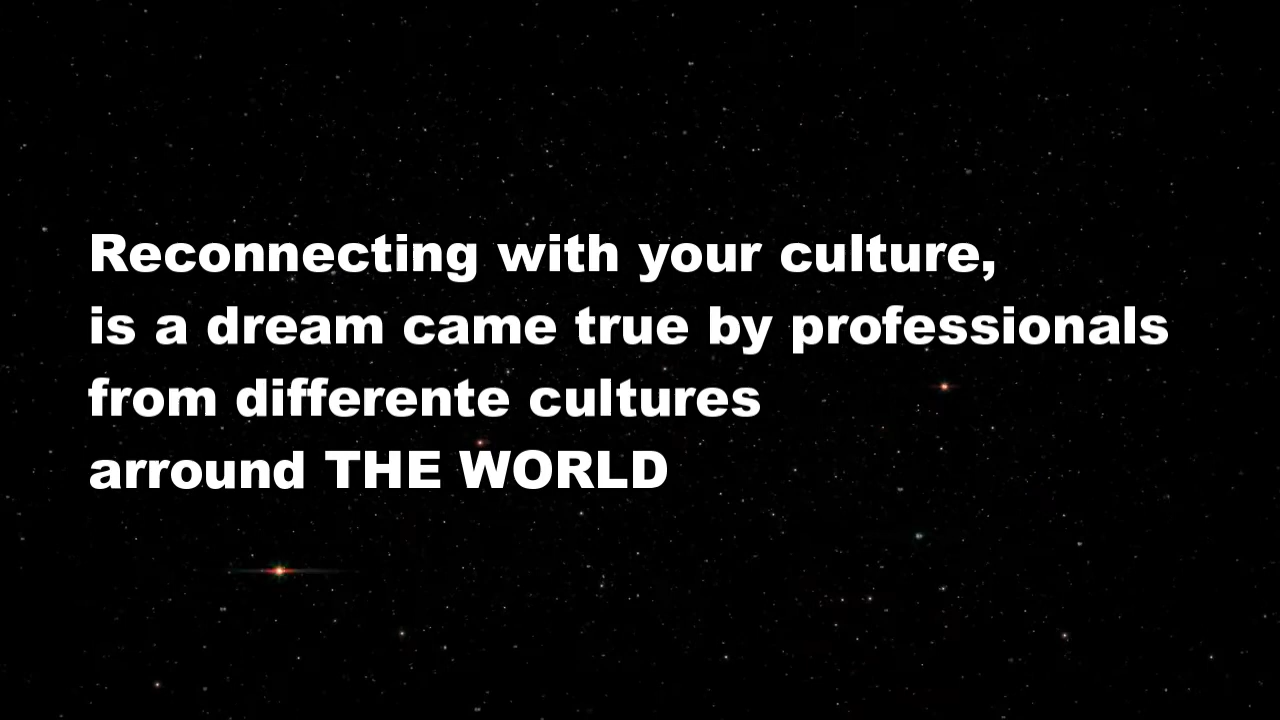 Reconnecting with your culture,
is a dream came true by professionals
from differente cultures
arround THE WORLD